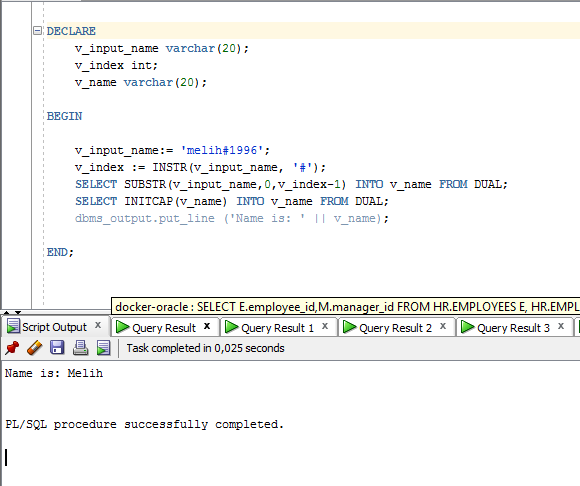 DECLARE
v_input_name varchar(20);
v_index int;
v_name varchar(20);
BEGIN
v_input_name:= 'melih#1996';
v_index := INSTR(v_input_name, '#');
SELECT SUBSTR(v_input_name,0,v_index-1) INTO v_name FROM DUAL;
SELECT INITCAP(v_name) INTO v_name FROM DUAL;
dbms_output.put_line ('Name is: ' || v_name);
END;
docker-oracle : SELECT E.employee_id,M.manager_id FROM HR.EMPLOYEES E, HR.EMPL
Script Output x Query Result x Query Result 1 x Query Result 2 x Query Result 3 x
Task completed in 0,025 seconds
Name is: Melih
PL/SQL procedure successfully completed.